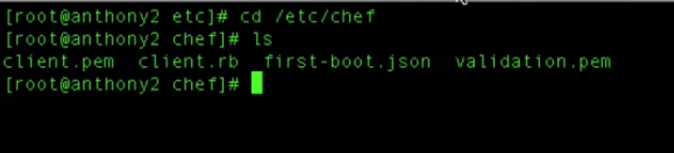 [root@anthony2 etc]# cd /etc/chef
[root@anthony2 chef]# ls
client.pem  client.rb  first-boot.json  validation.pem
[root@anthony2 chef]#